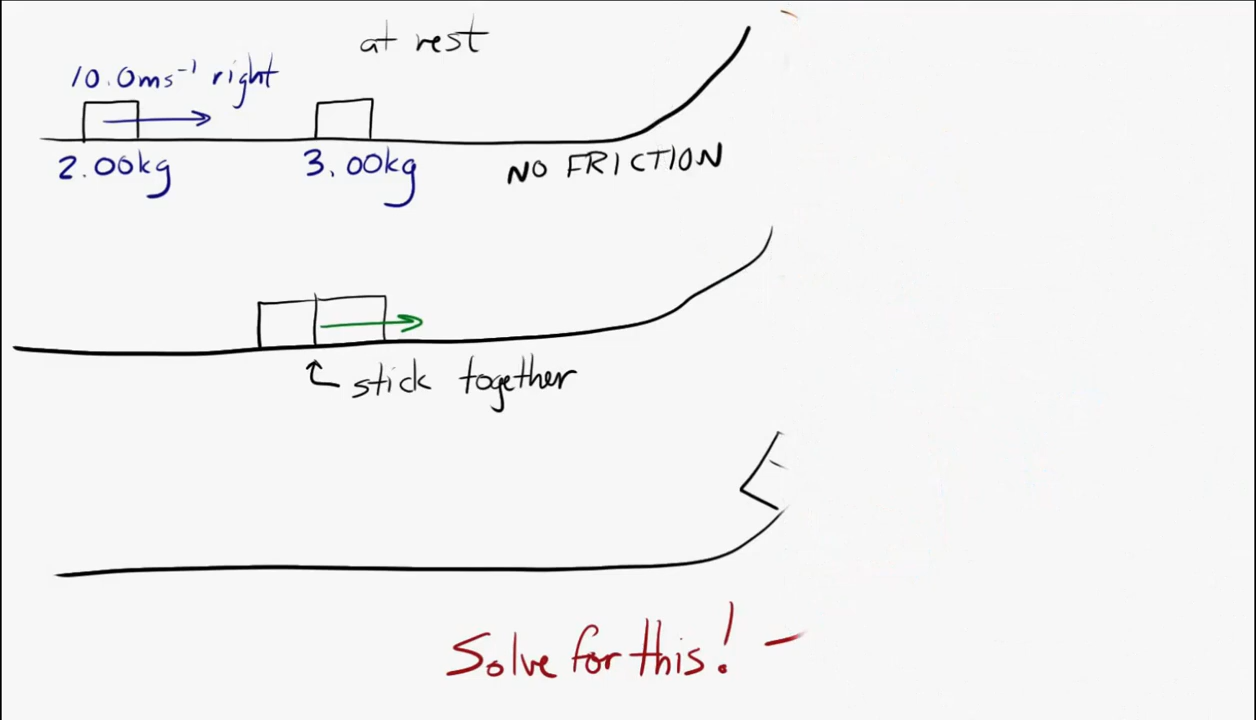 at rest
10.0ms⁻¹ right
2.00kg 3.00kg NO FRICTION
stick together
Solve for this!